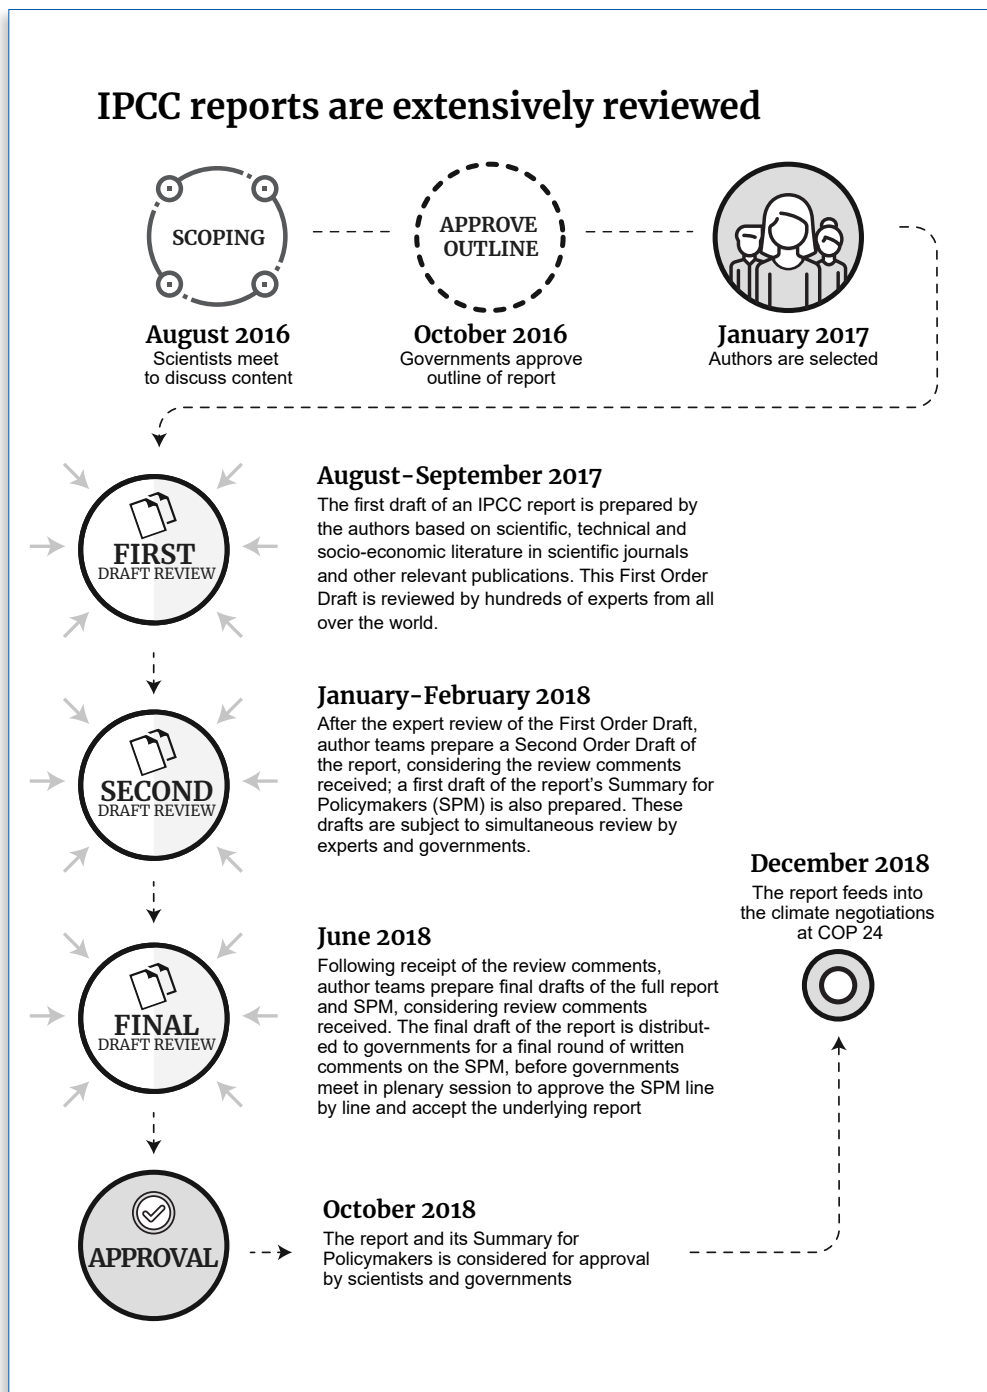 IPCC reports are extensively reviewed
SCOPING
APPROVE
OUTLINE
August 2016
Scientists meet
to discuss content
October 2016
Governments approve
outline of report
January 2017
Authors are selected
FIRST
DRAFT REVIEW
August-September 2017
The first draft of an IPCC report is prepared by
the authors based on scientific, technical and
socio-economic literature in scientific journals
and other relevant publications. This First Order
Draft is reviewed by hundreds of experts from all
over the world.
SECOND
DRAFT REVIEW
January-February 2018
After the expert review of the First Order Draft,
author teams prepare a Second Order Draft of
the report, considering the review comments
received; a first draft of the report’s Summary for
Policymakers (SPM) is also prepared. These
drafts are subject to simultaneous review by
experts and governments.
FINAL
DRAFT REVIEW
June 2018
Following receipt of the review comments,
author teams prepare final drafts of the full report
and SPM, considering review comments
received. The final draft of the report is distribut-
ed to governments for a final round of written
comments on the SPM, before governments
meet in plenary session to approve the SPM line
by line and accept the underlying report
APPROVAL
October 2018
The report and its Summary for
Policymakers is considered for approval
by scientists and governments
December 2018
The report feeds into
the climate negotiations
at COP 24